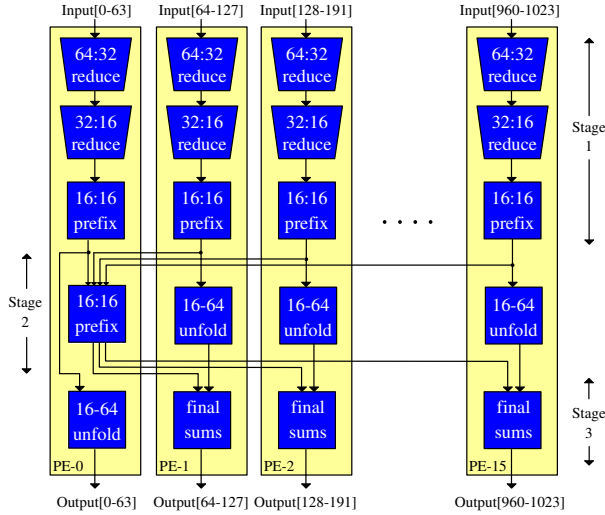 Input[0-63] Input[64-127] Input[128-191] Input[960-1023]
64:32 64:32 64:32 64:32
reduce reduce reduce reduce
32:16 32:16 32:16 32:16
reduce reduce reduce reduce
Stage
1
16:16 16:16 16:16 16:16
prefix prefix prefix prefix
. . . .
Stage
2
16:16 16-64 16-64 16-64
prefix unfold unfold unfold
16-64 final final final
unfold sums sums sums
Stage
3
PE-0 PE-1 PE-2 PE-15
Output[0-63] Output[64-127] Output[128-191] Output[960-1023]